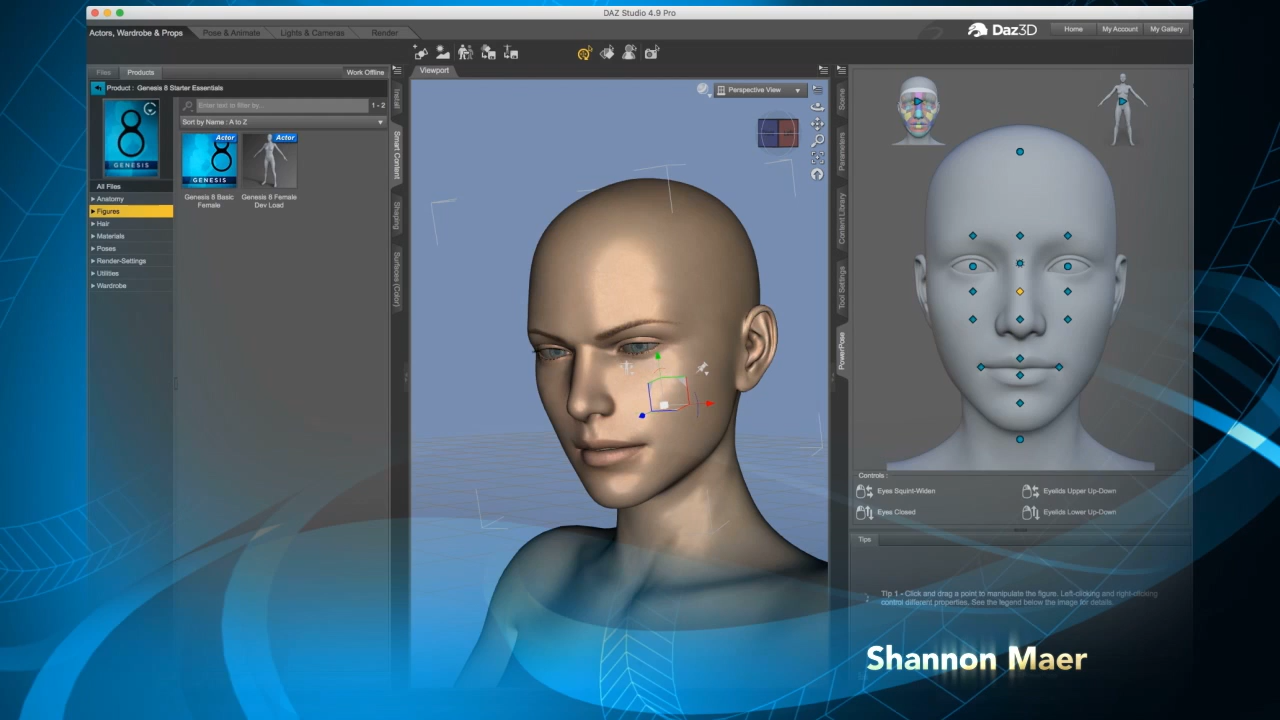 DAZ Studio 4.9 Pro
Actors, Wardrobe & Props
Pose & Animate
Lights & Cameras
Render
Daz3D
Home
My Account
My Gallery
Files
Products
Work Offline
Product : Genesis 8 Starter Essentials
8
GENESIS
Enter text to filter by...
1 - 2
Sort by Name : A to Z
Actor
8
GENESIS
Genesis 8 Basic
Female
Actor
Genesis 8 Female
Dev Load
All Files
Anatomy
Figures
Hair
Materials
Poses
Render-Settings
Utilities
Wardrobe
Install
Smart Content
Shaping
Surfaces (Color)
Viewport
Perspective View
Scene
Parameters
Content Library
Tool Settings
PowerPose
Controls :
Eyes Squint-Widen
Eyelids Upper Up-Down
Eyes Closed
Eyelids Lower Up-Down
Tips
Tip 1 - Click and drag a point to manipulate the figure. Left-clicking and right-clicking
control different properties. See the legend below the image for details.
Shannon Maer